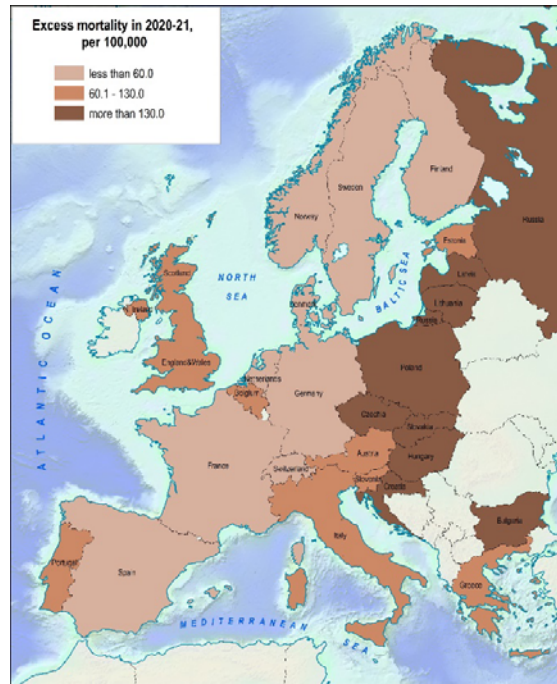 Excess mortality in 2020-21,
per 100,000
less than 60.0
60.1 - 130.0
more than 130.0
Finland
Sweden
Norway
Russia
Estonia
Latvia
Lithuania
Russia
BALTIC SEA
Denmark
NORTH
SEA
Scotland
N. Ireland
England&Wales
ATLANTIC OCEAN
Netherlands
Belgium
Germany
Poland
Czechia
Slovakia
Hungary
Austria
Switzerland
France
Slovenia
Croatia
Italy
Bulgaria
Greece
Portugal
Spain
MEDITERRANEAN
SEA